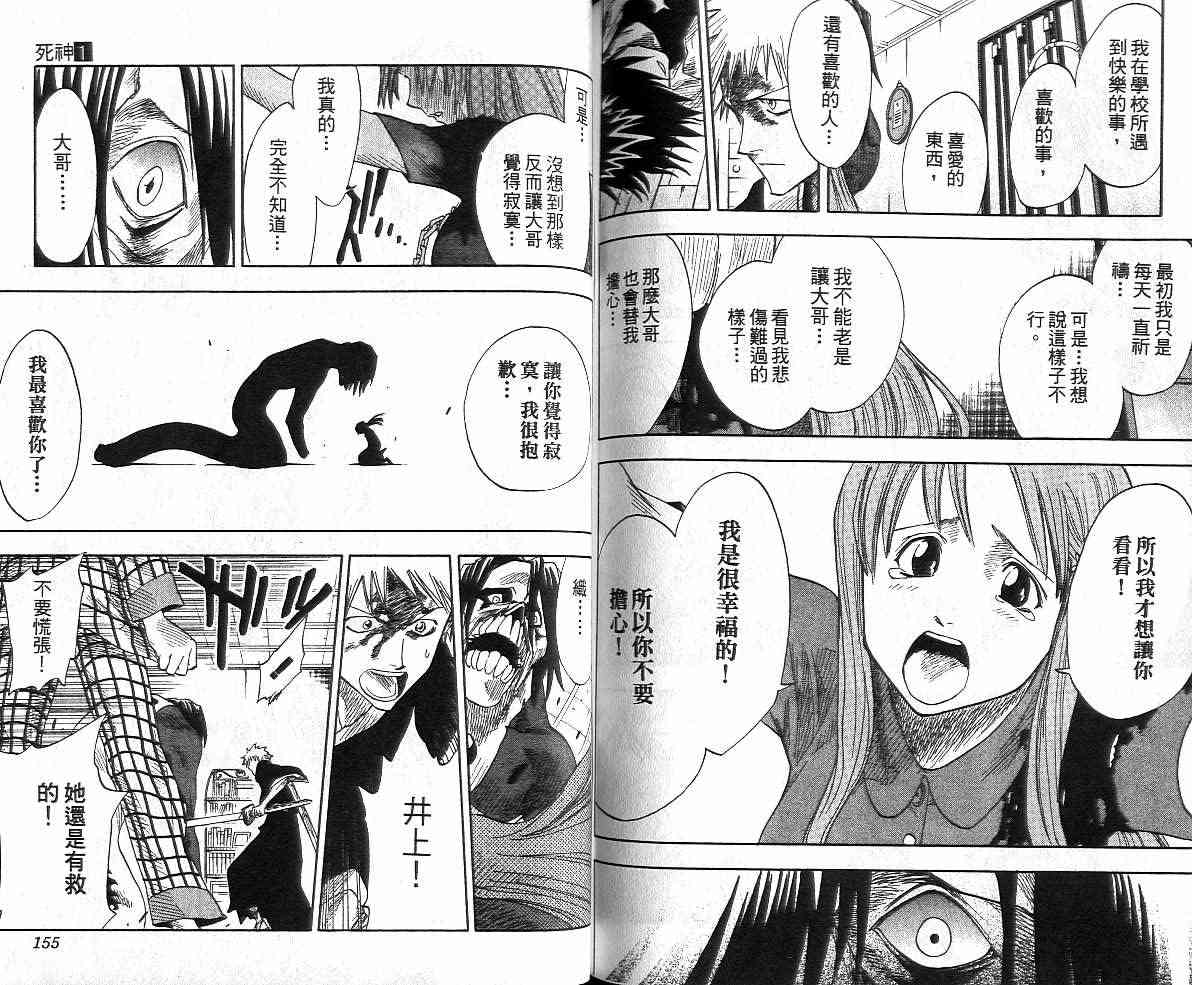 我在學校所遇
到快樂的事，
喜歡的事，
喜愛的
東西，
還有喜歡的人…
最初我只是
每天一直祈
禱…
可是…我想
說這樣子不
行。
我不能老是
讓大哥…
看見我悲
傷難過的
樣子…
那麼大哥
也會替我
擔心…
所以我才想讓你
看看！
我是很幸福的！
所以你不要
擔心！
死神1
可是…
沒想到那樣
反而讓大哥
覺得寂寞…
我真的…
完全不知道…
大哥……
讓你覺得寂
寞，我很抱
歉…
我最喜歡你了…
織……
井上！
不要慌張！
她還是有救
的！
155